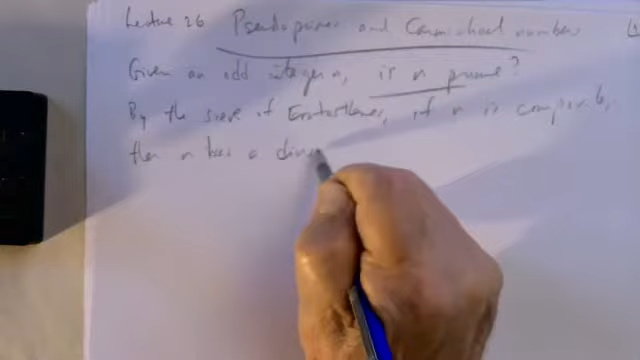 Lecture 26 Pseudoprimes and Carmichael numbers
Given an odd integer n, is n prime?
By the sieve of Eratosthenes, if n is composite,
then n has a divis